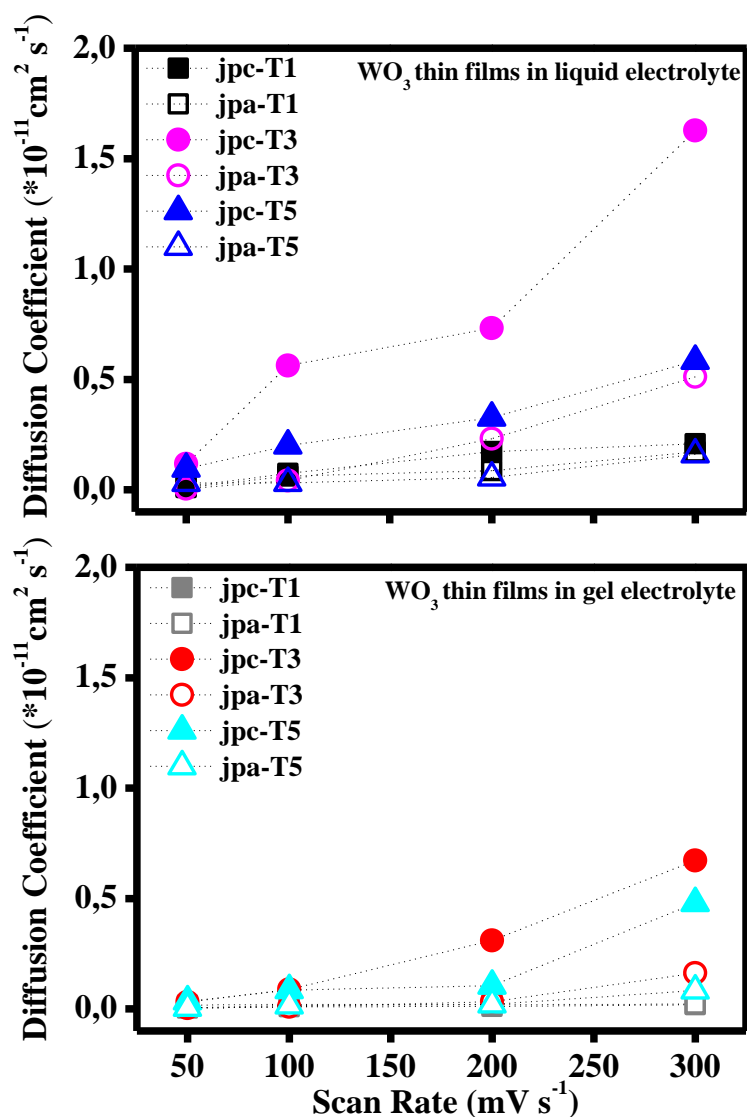 2,0
1,5
1,0
0,5
0,0
Diffusion Coefficient (*10⁻¹¹cm² s⁻¹)
WO₃ thin films in liquid electrolyte
jpc-T1
jpa-T1
jpc-T3
jpa-T3
jpc-T5
jpa-T5
2,0
1,5
1,0
0,5
0,0
Diffusion Coefficient (*10⁻¹¹cm² s⁻¹)
WO₃ thin films in gel electrolyte
jpc-T1
jpa-T1
jpc-T3
jpa-T3
jpc-T5
jpa-T5
50 100 150 200 250 300
Scan Rate (mV s⁻¹)